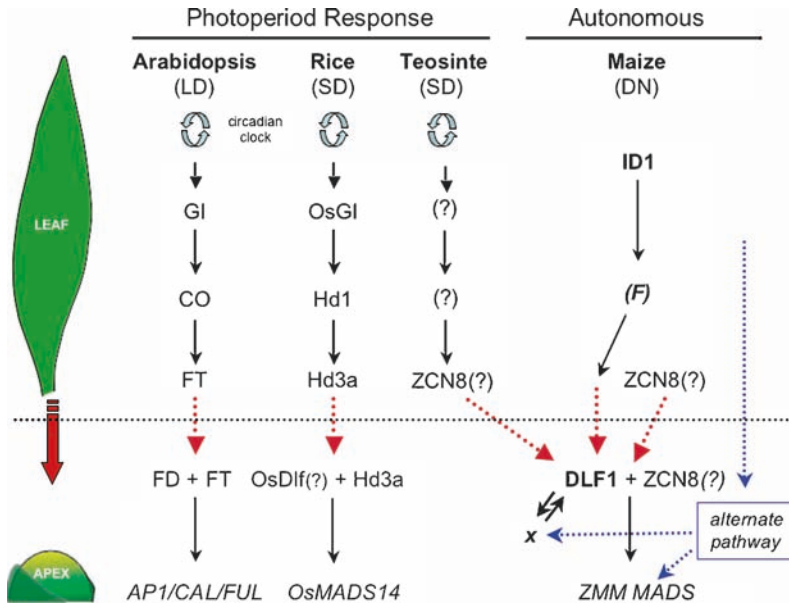 Photoperiod Response Autonomous
Arabidopsis Rice Teosinte Maize
(LD) (SD) (SD) (DN)
circadian
clock
ID1
LEAF
GI OsGI (?)
CO Hd1 (?) (F)
FT Hd3a ZCN8(?) ZCN8(?)
FD + FT OsDlf(?) + Hd3a DLF1 + ZCN8(?)
x
alternate
pathway
APEX
AP1/CAL/FUL OsMADS14 ZMM MADS